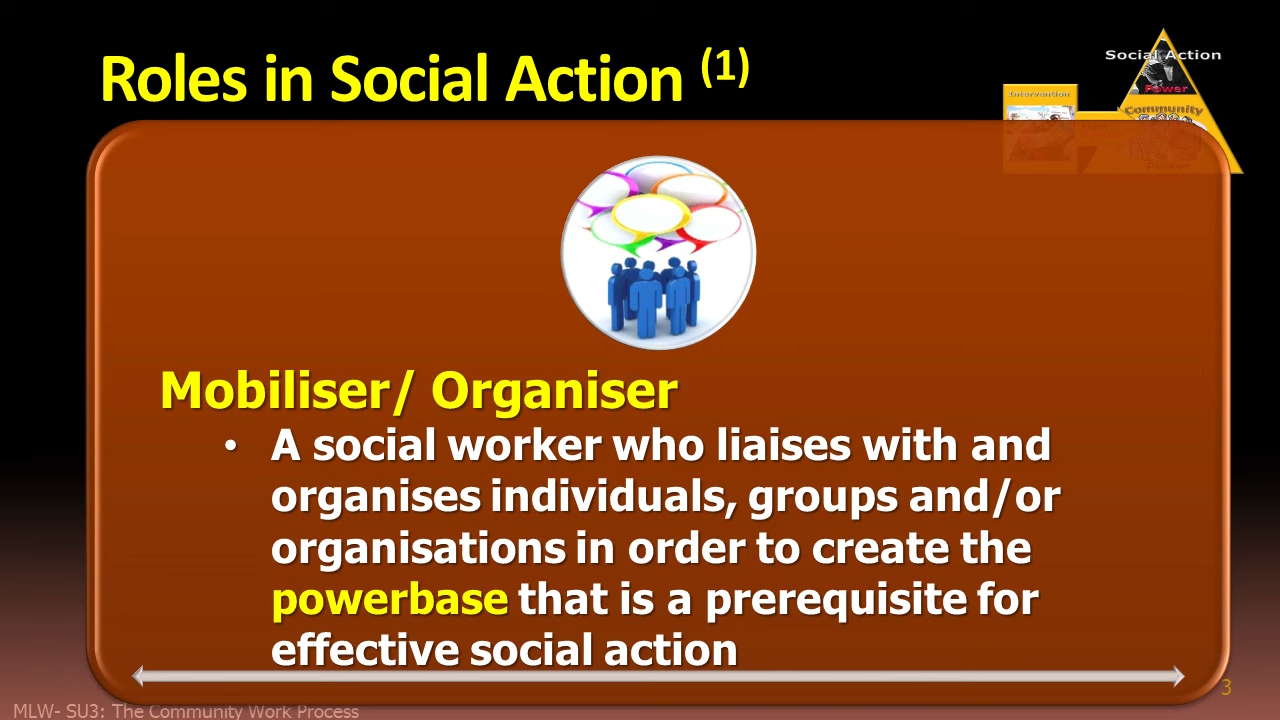 Roles in Social Action (1)
Social Action
Power
Intervention
Community
Power
Mobiliser/ Organiser
• A social worker who liaises with and
organises individuals, groups and/or
organisations in order to create the
powerbase that is a prerequisite for
effective social action
3
MLW- SU3: The Community Work Process